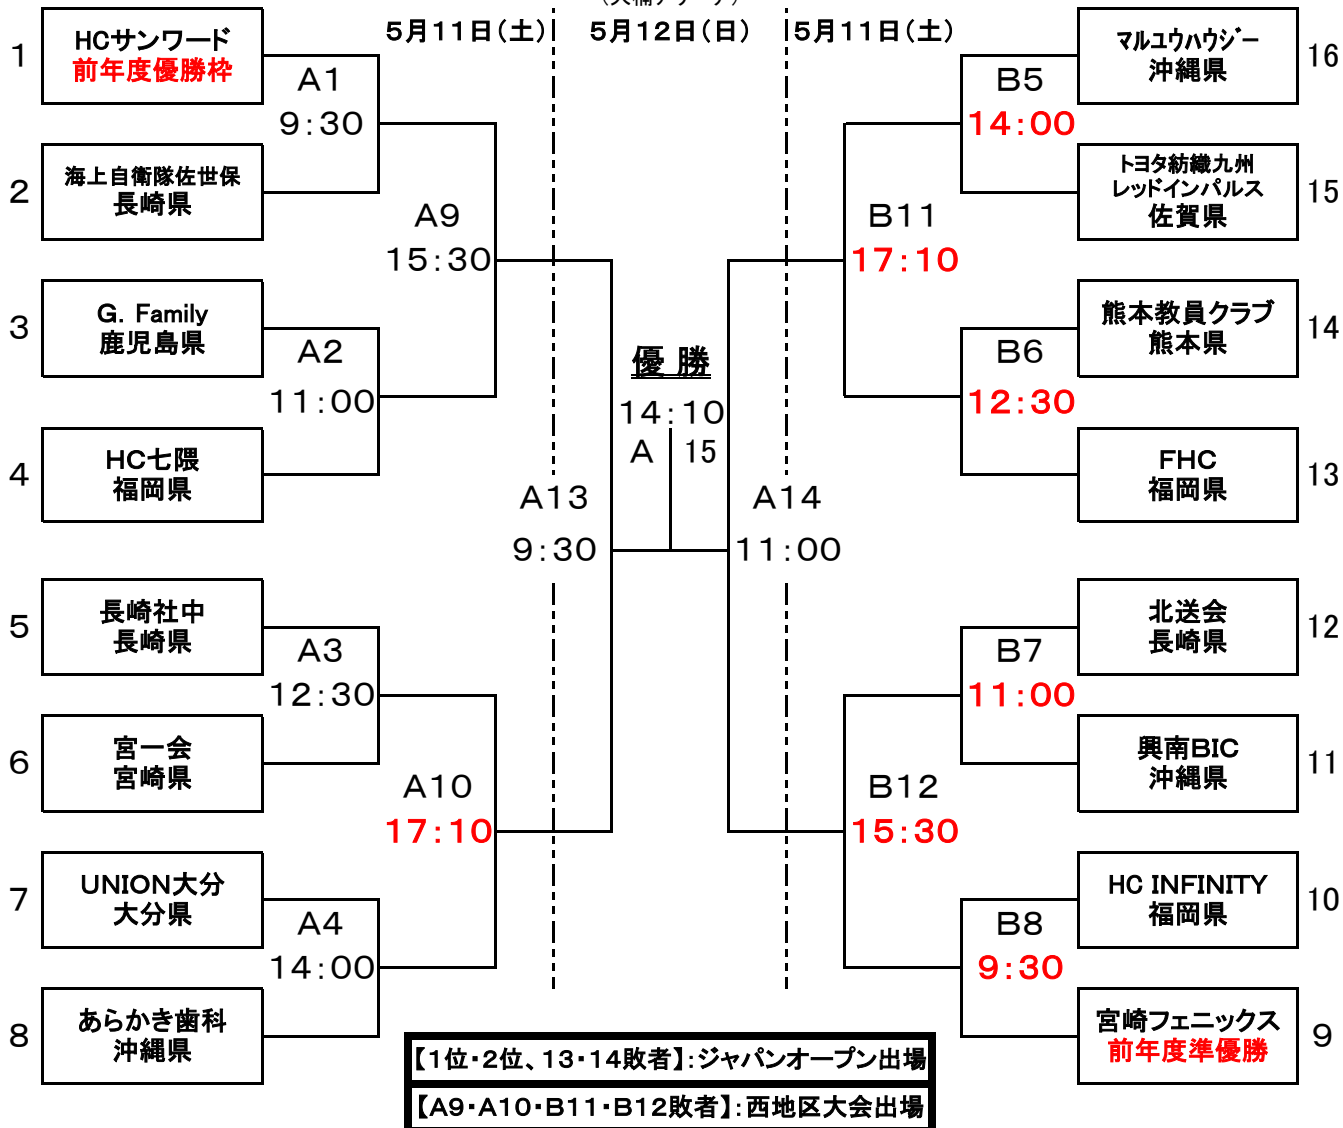 5月11日(土)
5月12日(日)
5月11日(土)
1
HCサンワード
前年度優勝枠
2
海上自衛隊佐世保
長崎県
3
G. Family
鹿児島県
4
HC七隈
福岡県
5
長崎社中
長崎県
6
宮一会
宮崎県
7
UNION大分
大分県
8
あらかき歯科
沖縄県
A1
9:30
A2
11:00
A3
12:30
A4
14:00
A9
15:30
A10
17:10
A13
9:30
優 勝
14:10
A 15
A14
11:00
B11
17:10
B12
15:30
B5
14:00
B6
12:30
B7
11:00
B8
9:30
マルユウハウジー
沖縄県
16
トヨタ紡織九州
レッドインパルス
佐賀県
15
熊本教員クラブ
熊本県
14
FHC
福岡県
13
北送会
長崎県
12
興南BIC
沖縄県
11
HC INFINITY
福岡県
10
宮崎フェニックス
前年度準優勝
9
【1位・2位、13・14敗者】:ジャパンオープン出場
【A9・A10・B11・B12敗者】:西地区大会出場